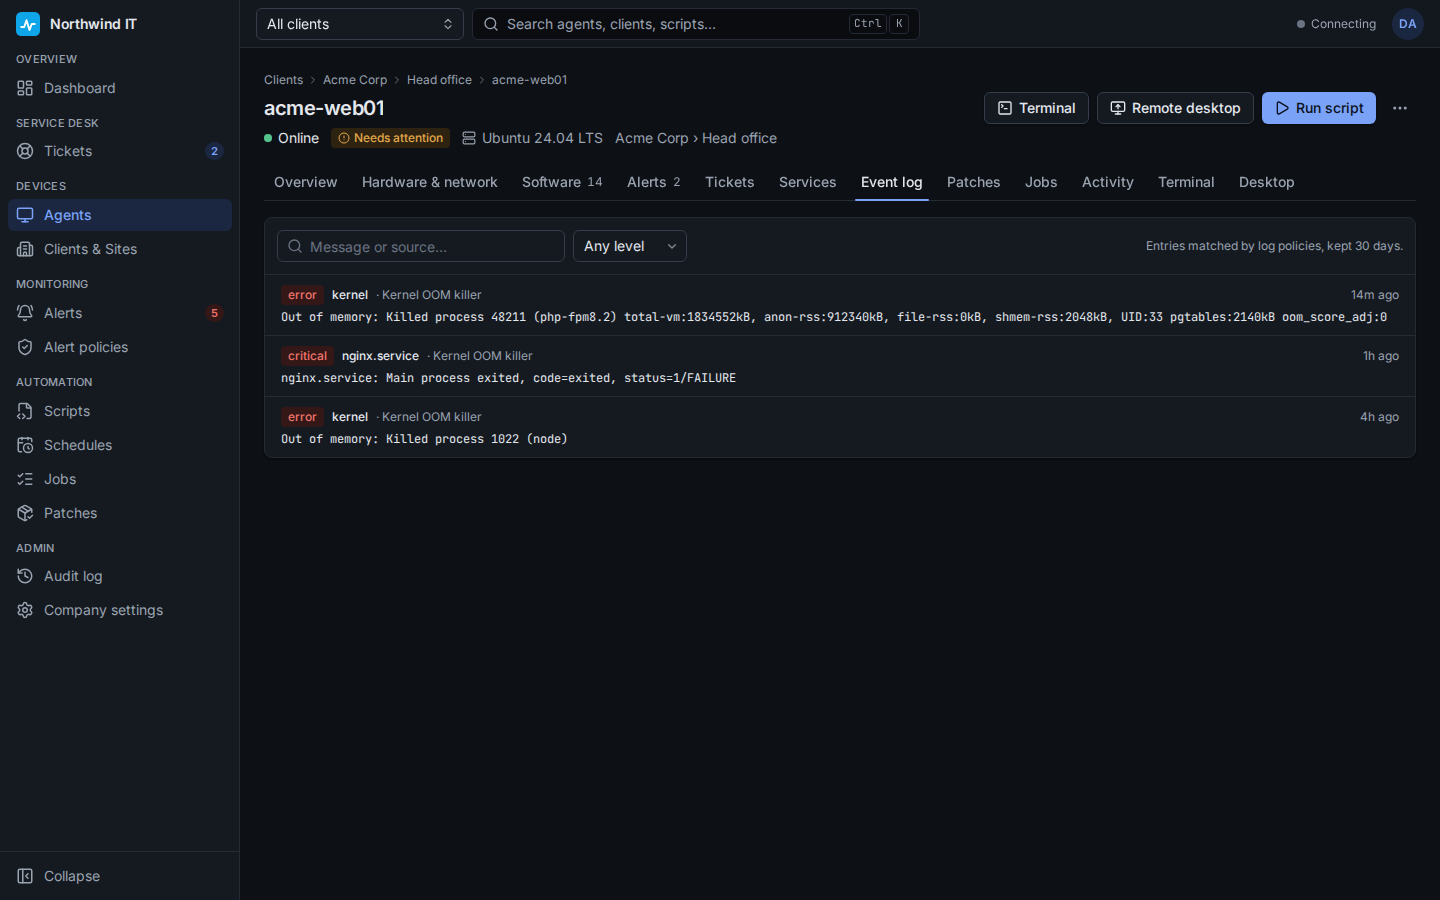 Northwind IT
All clients
Search agents, clients, scripts...
Ctrl K
Connecting
DA
OVERVIEW
Dashboard
SERVICE DESK
Tickets 2
DEVICES
Agents
Clients & Sites
MONITORING
Alerts 5
Alert policies
AUTOMATION
Scripts
Schedules
Jobs
Patches
ADMIN
Audit log
Company settings
Collapse
Clients › Acme Corp › Head office › acme-web01
acme-web01
Terminal
Remote desktop
Run script
Online Needs attention Ubuntu 24.04 LTS Acme Corp › Head office
Overview Hardware & network Software 14 Alerts 2 Tickets Services Event log Patches Jobs Activity Terminal Desktop
Message or source...
Any level
Entries matched by log policies, kept 30 days.
error kernel · Kernel OOM killer 14m ago
Out of memory: Killed process 48211 (php-fpm8.2) total-vm:1834552kB, anon-rss:912340kB, file-rss:0kB, shmem-rss:2048kB, UID:33 pgtables:2140kB oom_score_adj:0
critical nginx.service · Kernel OOM killer 1h ago
nginx.service: Main process exited, code=exited, status=1/FAILURE
error kernel · Kernel OOM killer 4h ago
Out of memory: Killed process 1022 (node)